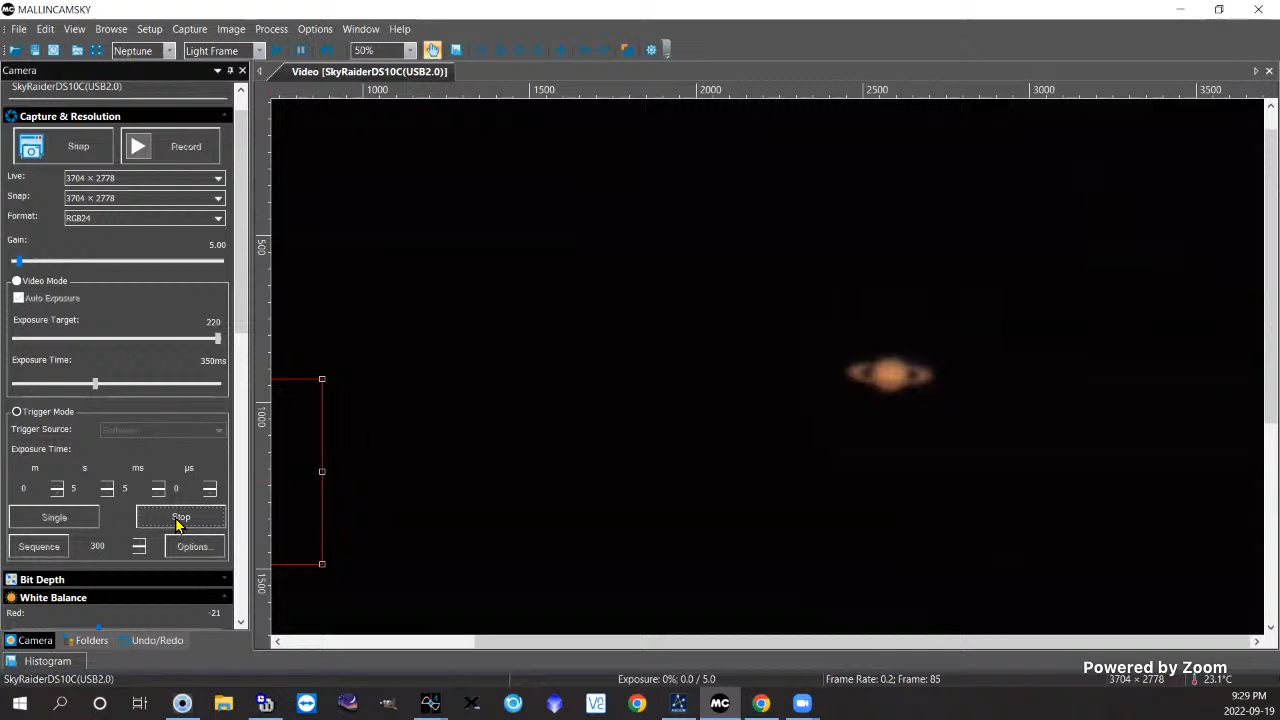 MC MALLINCAMSKY
File Edit View Browse Setup Capture Image Process Options Window Help
Neptune Light Frame 50%
Camera Video [SkyRaiderDS10C(USB2.0)]
SkyRaiderDS10C(USB2.0)
1000 1500 2000 2500 3000 3500
Capture & Resolution
Snap Record
Live: 3704 × 2778
Snap: 3704 × 2778
Format: RGB24
Gain: 5.00
500
Video Mode
Auto Exposure
Exposure Target: 220
Exposure Time: 350ms
Trigger Mode
1000
Trigger Source:
Exposure Time:
m s ms µs
0 5 5 0
Single Stop
Sequence 300 Options...
1500
Bit Depth
White Balance
Red: -21
Camera Folders Undo/Redo
Histogram
Powered by Zoom
SkyRaiderDS10C(USB2.0) Exposure: 0%; 0.0 / 5.0 Frame Rate: 0.2; Frame: 85 3704 × 2778 23.1°C
MC
9:29 PM
2022-09-19